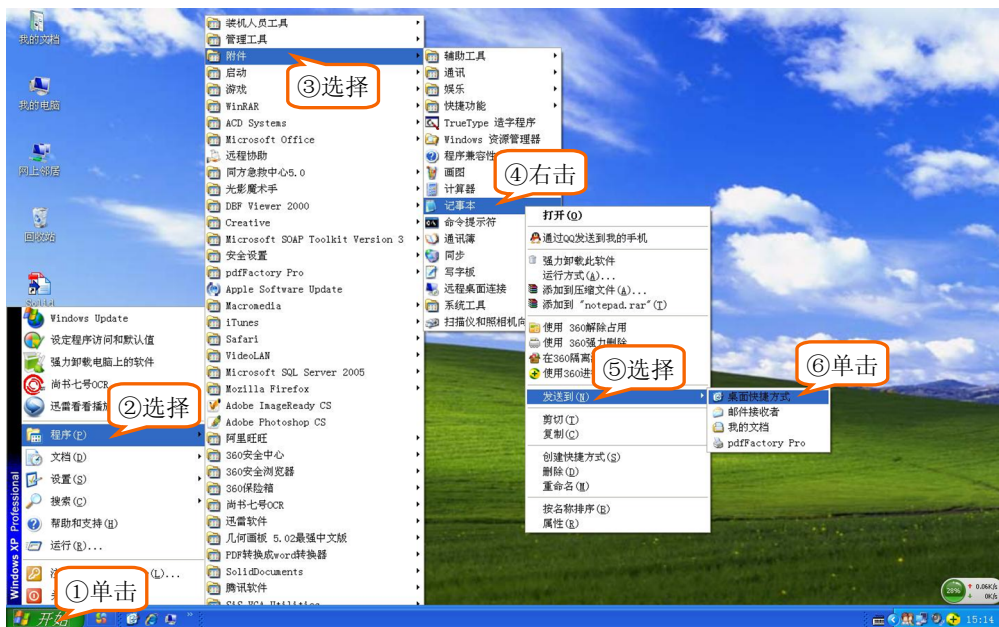 我的文档
我的电脑
网上邻居
回收站
Windows Update
设定程序访问和默认值
强力卸载电脑上的软件
尚书七号OCR
迅雷看看播放
②选择
程序(P)
文档(D)
设置(S)
搜索(C)
帮助和支持(H)
运行(R)...
(L)...
①单击
Windows XP Professional
开始
装机人员工具
管理工具
附件
③选择
启动
游戏
WinRAR
ACD Systems
Microsoft Office
远程协助
同方急救中心5.0
光影魔术手
DBF Viewer 2000
Creative
Microsoft SOAP Toolkit Version 3
安全设置
pdfFactory Pro
Apple Software Update
Macromedia
iTunes
Safari
VideoLAN
Microsoft SQL Server 2005
Mozilla Firefox
Adobe ImageReady CS
Adobe Photoshop CS
阿里旺旺
360安全中心
360安全浏览器
360保险箱
尚书七号OCR
迅雷软件
几何画板 5.02最强中文版
PDF转换成word转换器
SolidDocuments
腾讯软件
SiS VGA Utilities
辅助工具
通讯
娱乐
快捷功能
TrueType 造字程序
Windows 资源管理器
程序兼容性
画图
④右击
计算器
记事本
命令提示符
通讯簿
同步
写字板
远程桌面连接
系统工具
扫描仪和照相机向
打开(O)
通过QQ发送到我的手机
强力卸载此软件
运行方式(A)...
添加到压缩文件(A)...
添加到 "notepad.rar"(T)
使用 360解除占用
使用 360强力删除
在360隔离
使用360进
⑤选择
发送到(N)
剪切(T)
复制(C)
创建快捷方式(S)
删除(D)
重命名(M)
按名称排序(B)
属性(R)
⑥单击
桌面快捷方式
邮件接收者
我的文档
pdfFactory Pro
28%
0.06K/s
0K/s
15:14